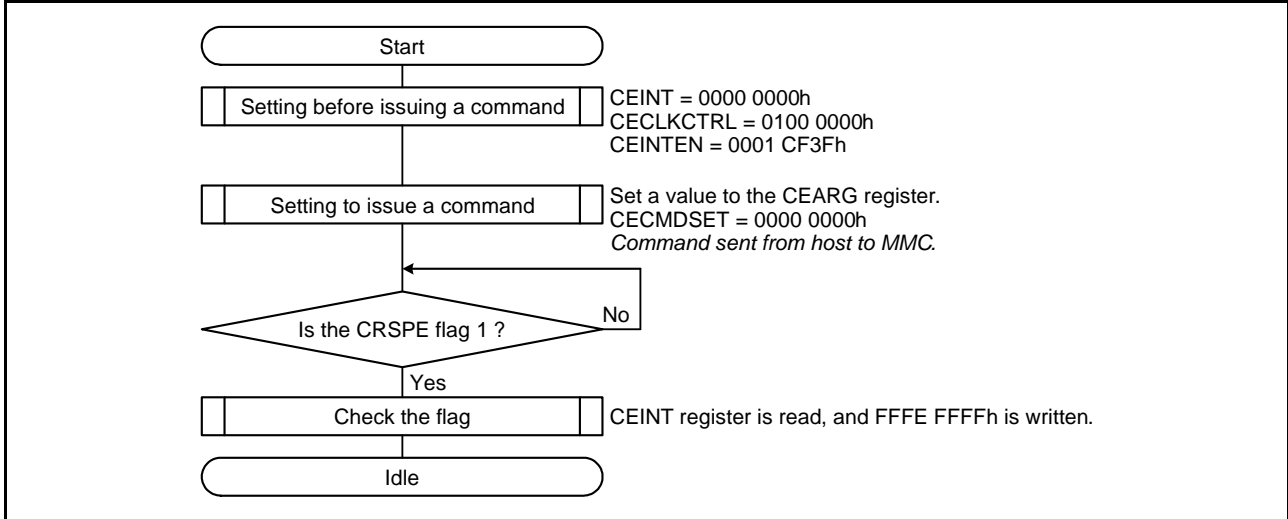 Start
Setting before issuing a command
CEINT = 0000 0000h
CECLKCTRL = 0100 0000h
CEINTEN = 0001 CF3Fh
Setting to issue a command
Set a value to the CEARG register.
CECMDSET = 0000 0000h
Command sent from host to MMC.
Is the CRSPE flag 1 ?
No
Yes
Check the flag
CEINT register is read, and FFFE FFFFh is written.
Idle